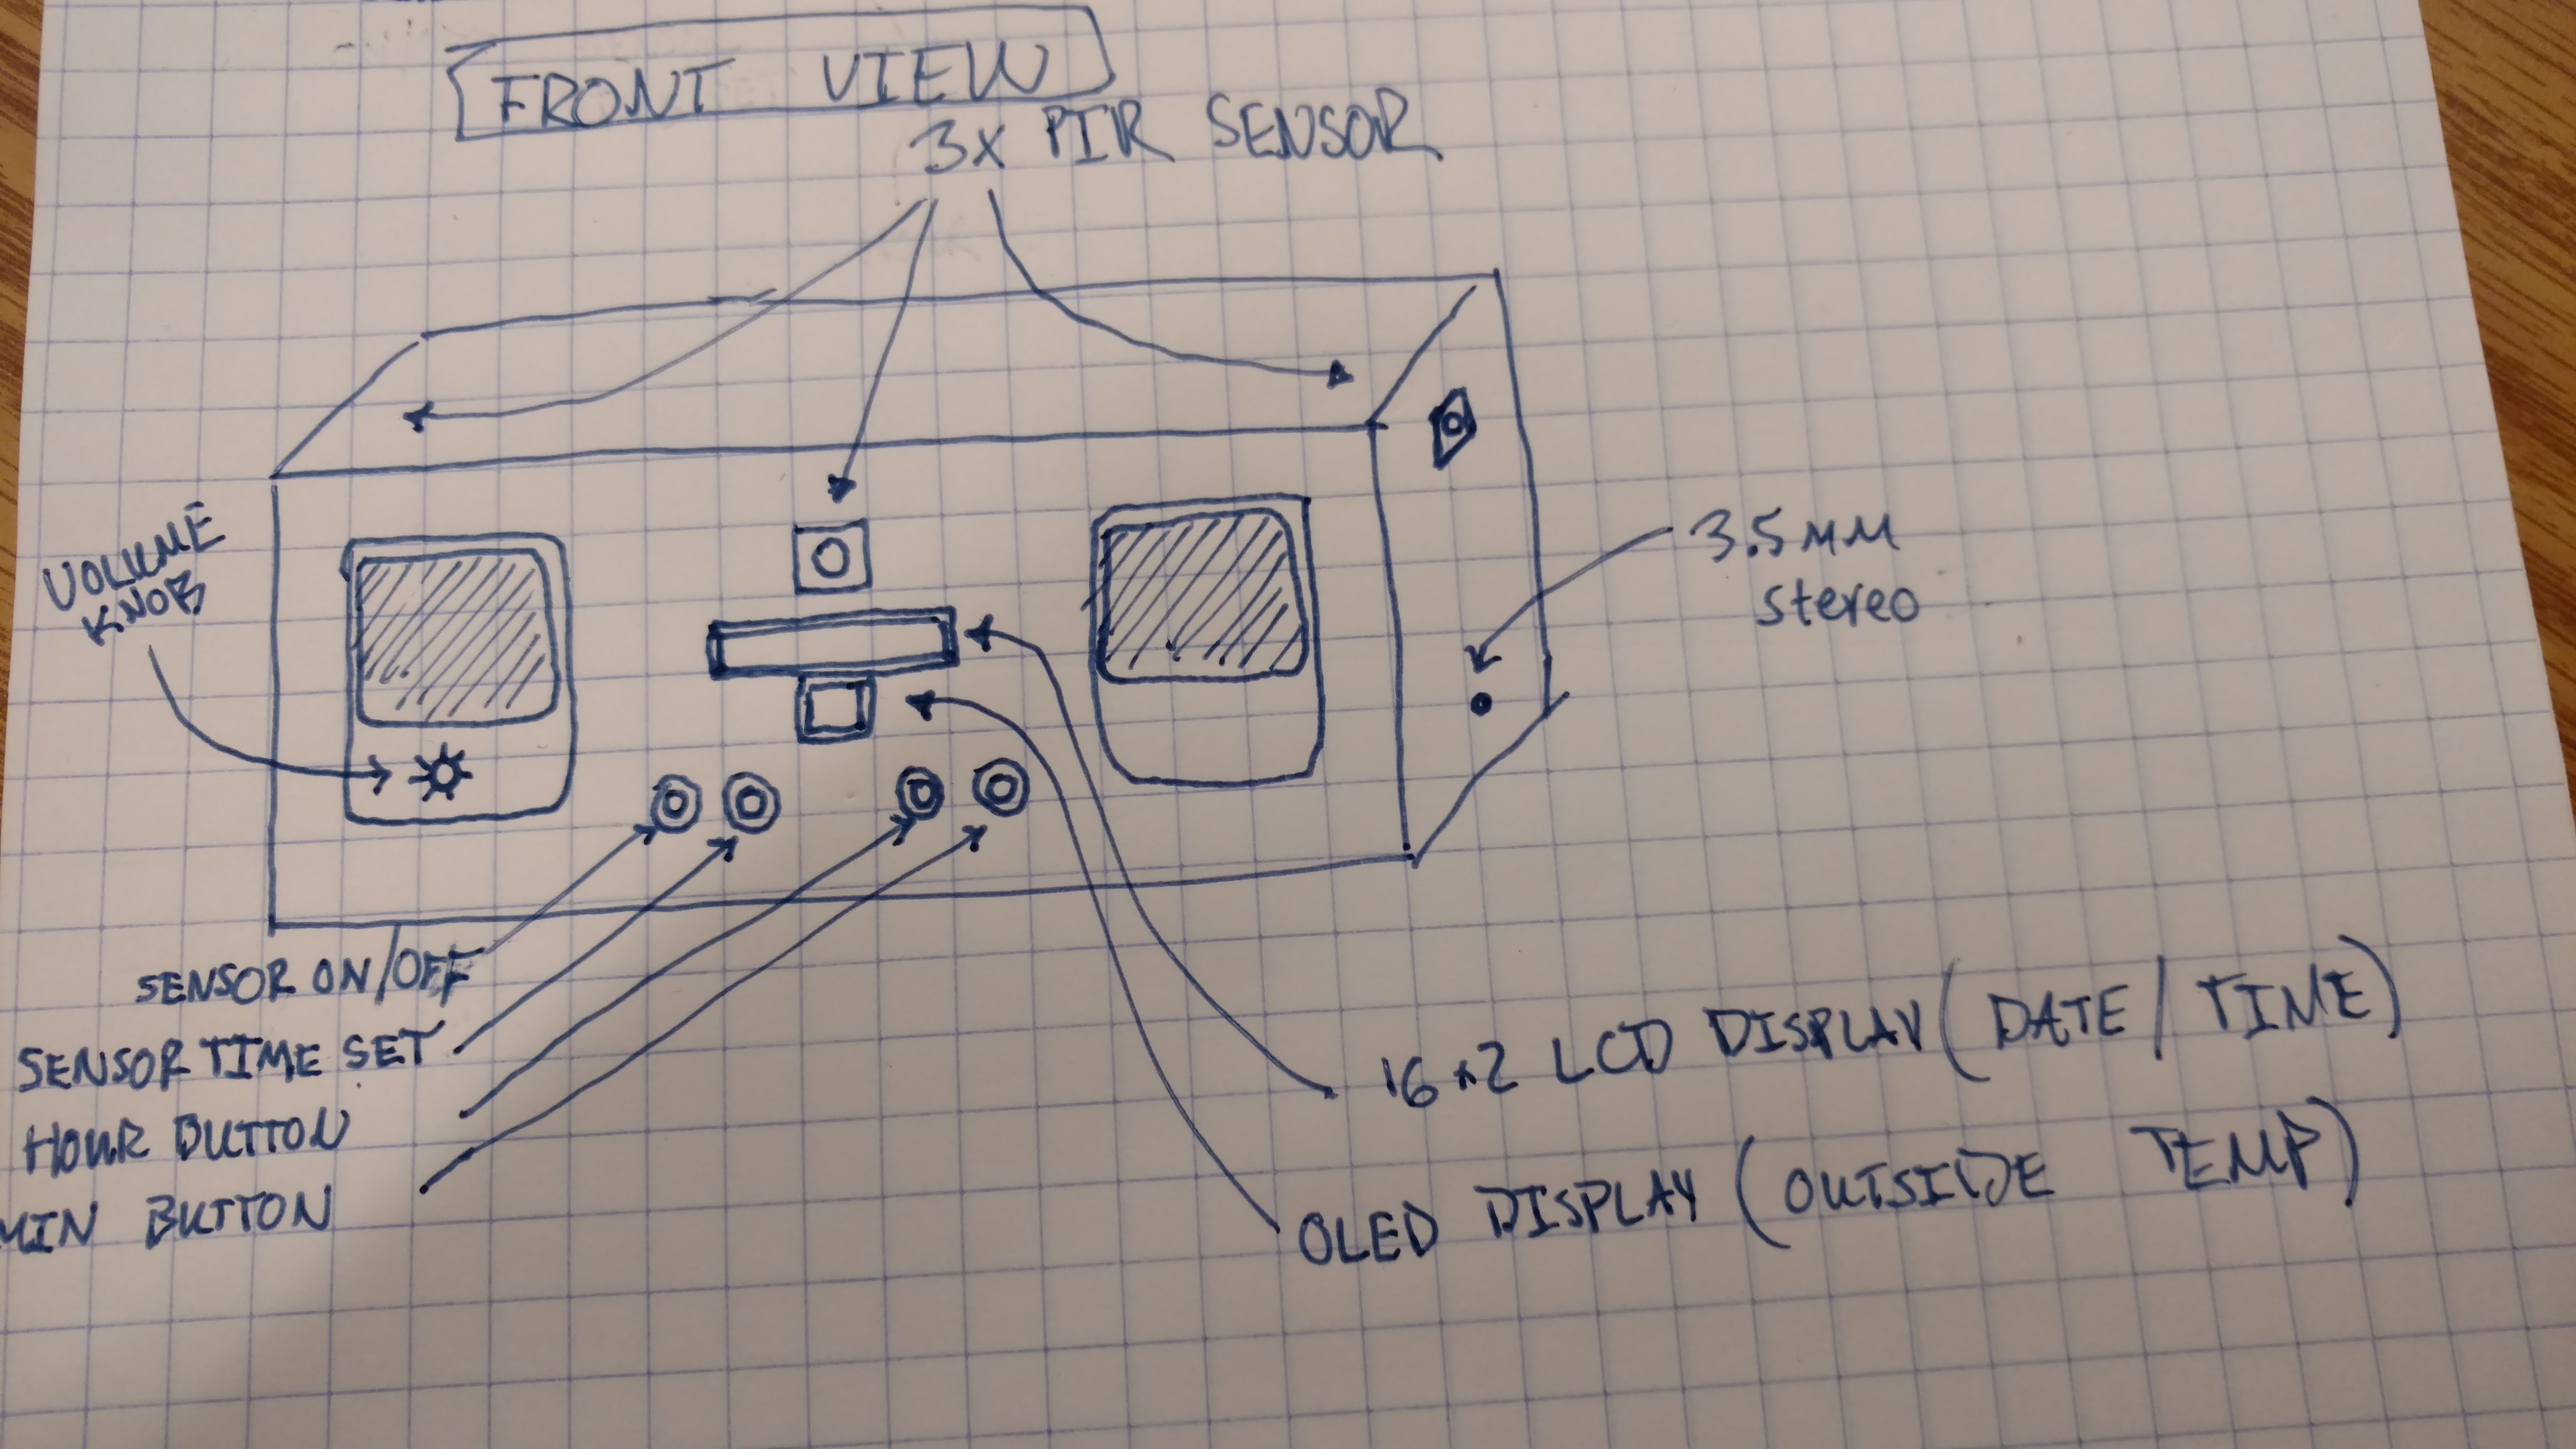 FRONT VIEW
3x PIR SENSOR
VOLUME
KNOB
3.5MM
stereo
SENSOR ON/OFF
SENSOR TIME SET
HOUR BUTTON
MIN BUTTON
16x2 LCD DISPLAY (DATE/TIME)
OLED DISPLAY (OUTSIDE TEMP)